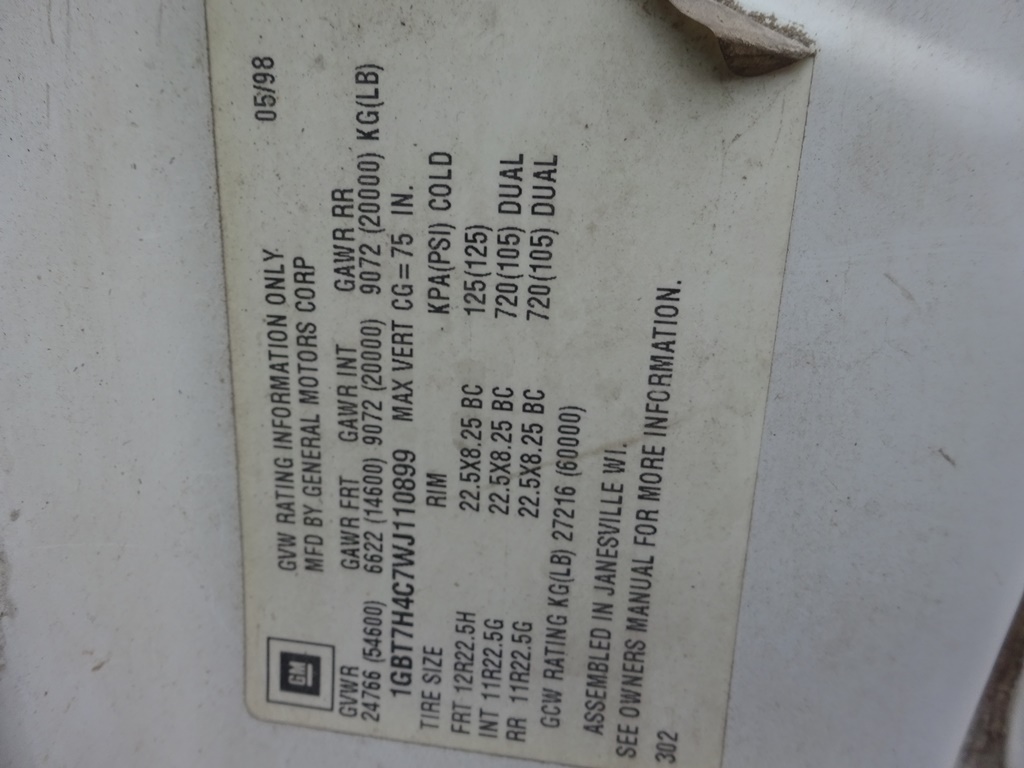 GM
GVW RATING INFORMATION ONLY 05/98
MFD BY GENERAL MOTORS CORP
GVWR GAWR FRT GAWR INT GAWR RR
24766 (54600) 6622 (14600) 9072 (20000) 9072 (20000) KG(LB)
1GBT7H4C7WJ110899 MAX VERT CG=75 IN.
TIRE SIZE RIM KPA(PSI) COLD
FRT 12R22.5H 22.5X8.25 BC 125(125)
INT 11R22.5G 22.5X8.25 BC 720(105) DUAL
RR 11R22.5G 22.5X8.25 BC 720(105) DUAL
GCW RATING KG(LB) 27216 (60000)
ASSEMBLED IN JANESVILLE WI.
SEE OWNERS MANUAL FOR MORE INFORMATION.
302